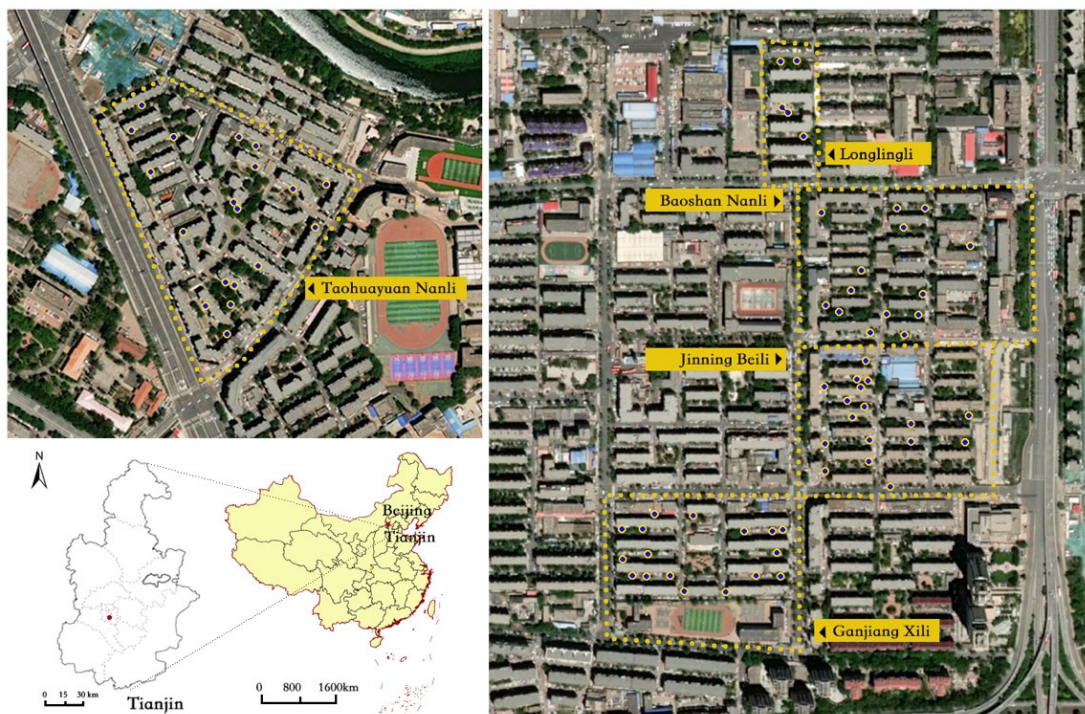 Taohuayuan Nanli
Longlingli
Baoshan Nanli
Jinning Beili
Ganjiang Xili
N
Beijing
Tianjin
0 15 30 km
Tianjin
0 800 1600km